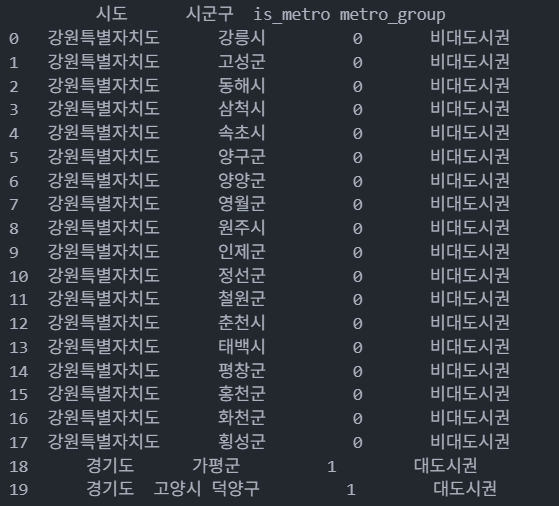 시도 시군구 is_metro metro_group
0 강원특별자치도 강릉시 0 비대도시권
1 강원특별자치도 고성군 0 비대도시권
2 강원특별자치도 동해시 0 비대도시권
3 강원특별자치도 삼척시 0 비대도시권
4 강원특별자치도 속초시 0 비대도시권
5 강원특별자치도 양구군 0 비대도시권
6 강원특별자치도 양양군 0 비대도시권
7 강원특별자치도 영월군 0 비대도시권
8 강원특별자치도 원주시 0 비대도시권
9 강원특별자치도 인제군 0 비대도시권
10 강원특별자치도 정선군 0 비대도시권
11 강원특별자치도 철원군 0 비대도시권
12 강원특별자치도 춘천시 0 비대도시권
13 강원특별자치도 태백시 0 비대도시권
14 강원특별자치도 평창군 0 비대도시권
15 강원특별자치도 홍천군 0 비대도시권
16 강원특별자치도 화천군 0 비대도시권
17 강원특별자치도 횡성군 0 비대도시권
18 경기도 가평군 1 대도시권
19 경기도 고양시 덕양구 1 대도시권